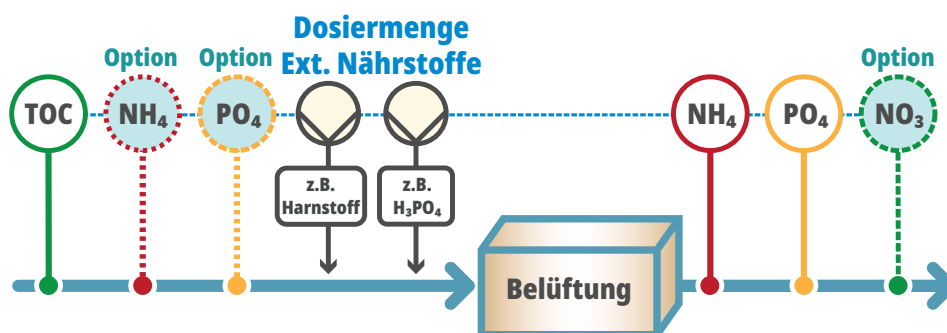 Dosiermenge
Ext. Nährstoffe
Option
Option
Option
TOC
NH₄
PO₄
NH₄
PO₄
NO₃
z.B.
Harnstoff
z.B.
H₃PO₄
Belüftung